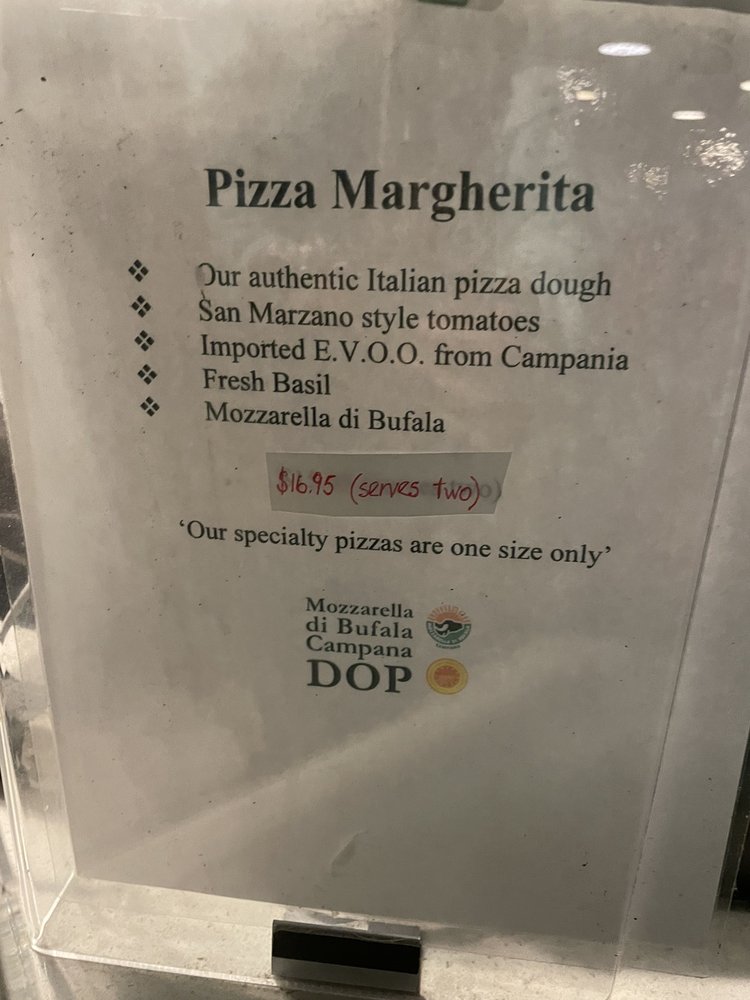 Pizza Margherita
❖ Our authentic Italian pizza dough
❖ San Marzano style tomatoes
❖ Imported E.V.O.O. from Campania
❖ Fresh Basil
❖ Mozzarella di Bufala
$16.95 (serves two)
‘Our specialty pizzas are one size only’
Mozzarella
di Bufala
Campana
DOP